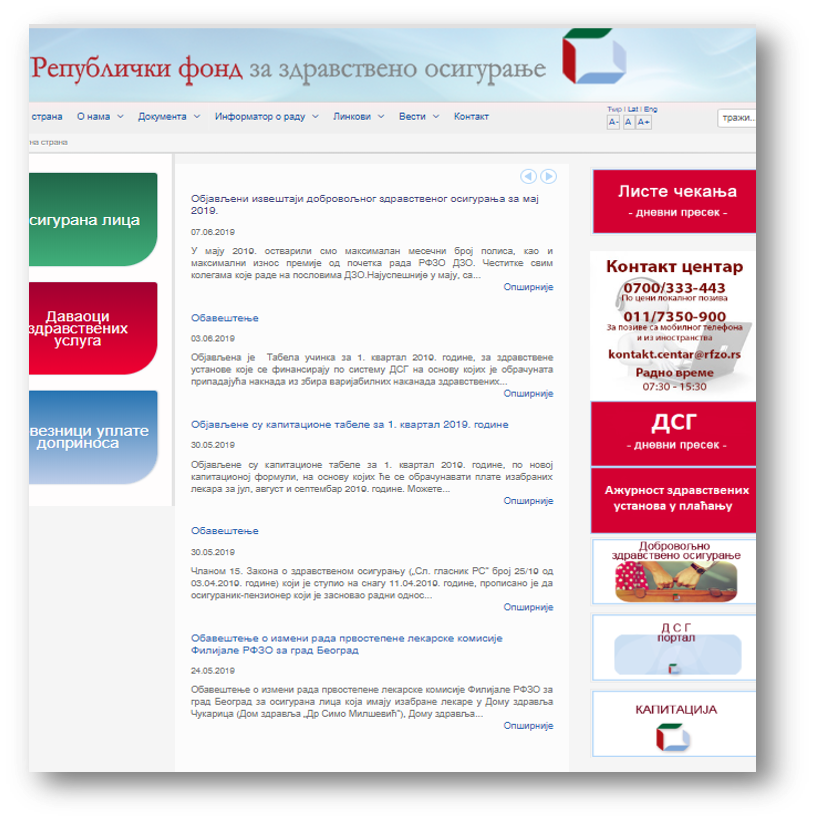 Републички фонд за здравствено осигурање
страна О нама Документа Информатор о раду Линкови Вести Контакт
Ћир | Lat | Eng
A- A A+
тражи...
на страна
сигурана лица
Даваоци
здравствених
услуга
везници уплате
доприноса
Објављени извештаји добровољног здравственог осигурања за мај
2019.
07.06.2019
У мају 2019. остварили смо максималан месечни број полиса, као и
максимални износ премије од почетка рада РФЗО ДЗО. Честитке свим
колегама које раде на пословима ДЗО.Најуспешније у мају, са...
Опширније
Обавештење
03.06.2019
Објављена је Табела учинка за 1. квартал 2019. године, за здравствене
установе које се финансирају по систему ДСГ на основу којих је обрачуната
припадајућа накнада из збира варијабилних наканада здравствених...
Опширније
Објављене су капитационе табеле за 1. квартал 2019. године
30.05.2019
Објављене су капитационе табеле за 1. квартал 2019. године, по новој
капитационој формули, на основу којих ће се обрачунавати плате изабраних
лекара за јул, август и септембар 2019. године. Можете...
Опширније
Обавештење
30.05.2019
Чланом 15. Закона о здравственом осигурању („Сл. гласник РС" број 25/19 од
03.04.2019. године) који је ступио на снагу 11.04.2019. године, прописано је да
осигураник-пензионер који је засновао радни однос...
Опширније
Обавештење о измени рада првостепене лекарске комисије
Филијале РФЗО за град Београд
24.05.2019
Обавештење о измени рада првостепене лекарске комисије Филијале РФЗО за
град Београд за осигурана лица која имају изабране лекаре у Дому здравља
Чукарица (Дом здравља „Др Симо Милшевић"), Дому здравља...
Опширније
Листе чекања
- дневни пресек -
Контакт центар
0700/333-443
По цени локалног позива
011/7350-900
За позиве са мобилног телефона
и из иностранства
kontakt.centar@rfzo.rs
Радно време
07:30 - 15:30
ДСГ
- дневни пресек -
Ажурност здравствених
установа у плаћању
Добровољно
здравствено осигурање
Д С Г
портал
КАПИТАЦИЈА